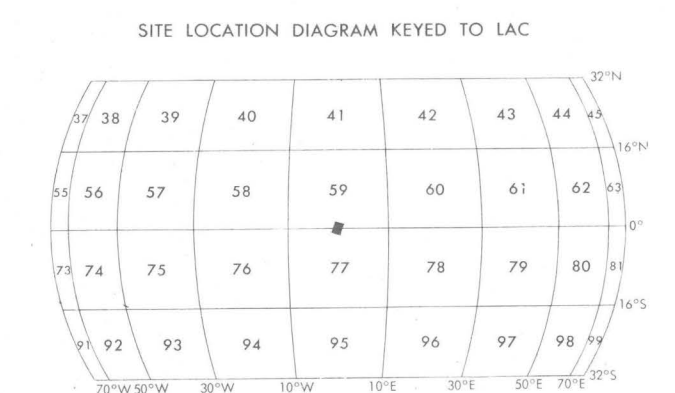 SITE LOCATION DIAGRAM KEYED TO LAC
32°N
37 38 39 40 41 42 43 44 45
16°N
55 56 57 58 59 60 61 62 63
0°
73 74 75 76 77 78 79 80 81
16°S
91 92 93 94 95 96 97 98 99
32°S
70°W 50°W 30°W 10°W 10°E 30°E 50°E 70°E